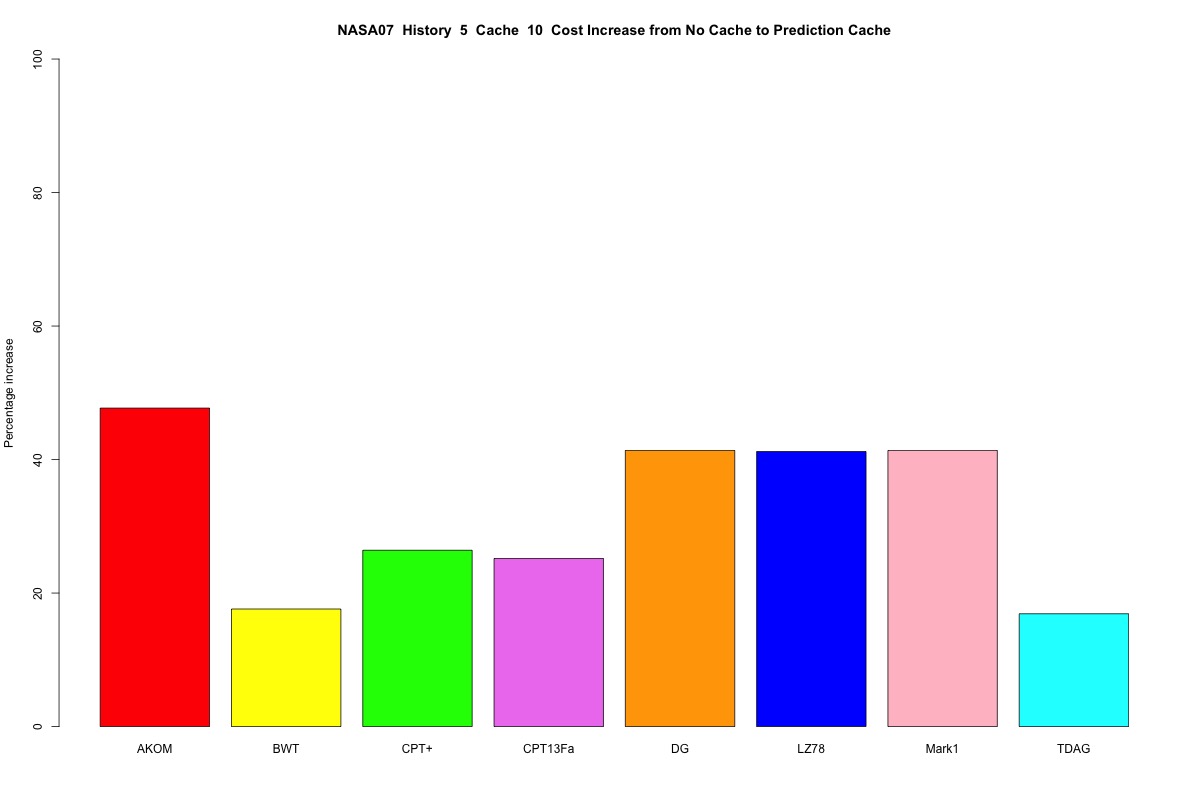 NASA07 History 5 Cache 10 Cost Increase from No Cache to Prediction Cache
Percentage increase
100
80
60
40
20
0
AKOM BWT CPT+ CPT13Fa DG LZ78 Mark1 TDAG